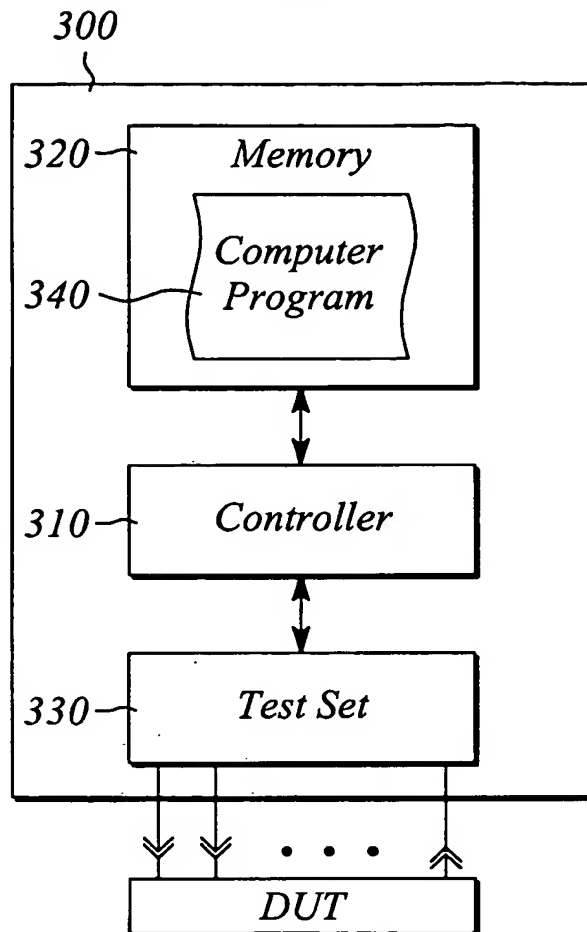 300
320
Memory
340
Computer
Program
310
Controller
330
Test Set
DUT